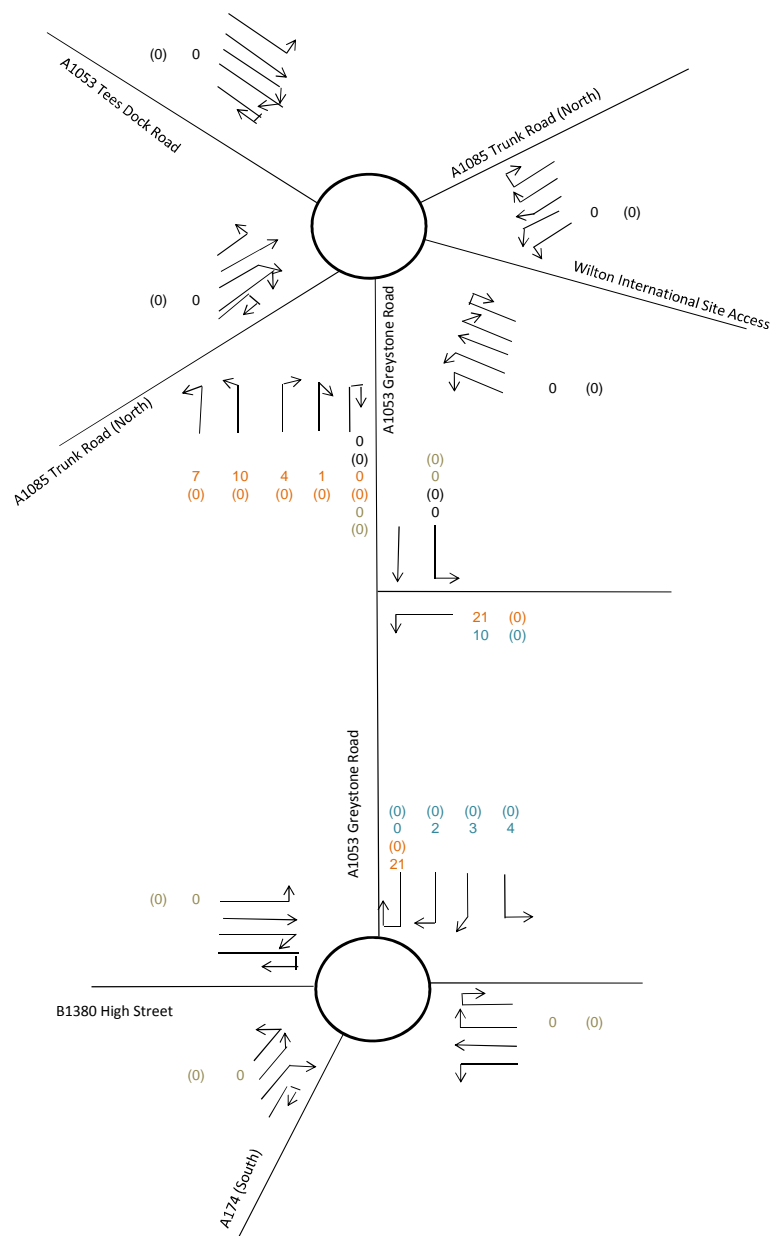 (0) 0
A1053 Tees Dock Road
A1085 Trunk Road (North)
0 (0)
Wilton International Site Access
(0) 0
A1053 Greystone Road
0 (0)
A1085 Trunk Road (North)
0
(0)
7 10 4 1 0
(0) (0) (0) (0) (0)
0
(0)
(0)
0
(0)
0
21 (0)
10 (0)
A1053 Greystone Road
(0) (0) (0) (0)
0 2 3 4
(0)
21
(0) 0
B1380 High Street
0 (0)
(0) 0
A174 (South)